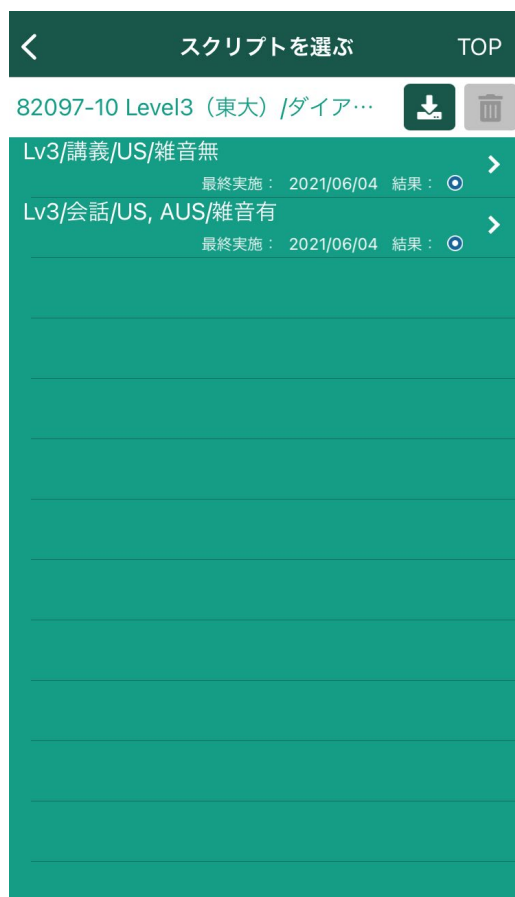 スクリプトを選ぶ TOP
82097-10 Level3（東大）/ダイア…
Lv3/講義/US/雑音無
最終実施： 2021/06/04 結果：
Lv3/会話/US, AUS/雑音有
最終実施： 2021/06/04 結果：